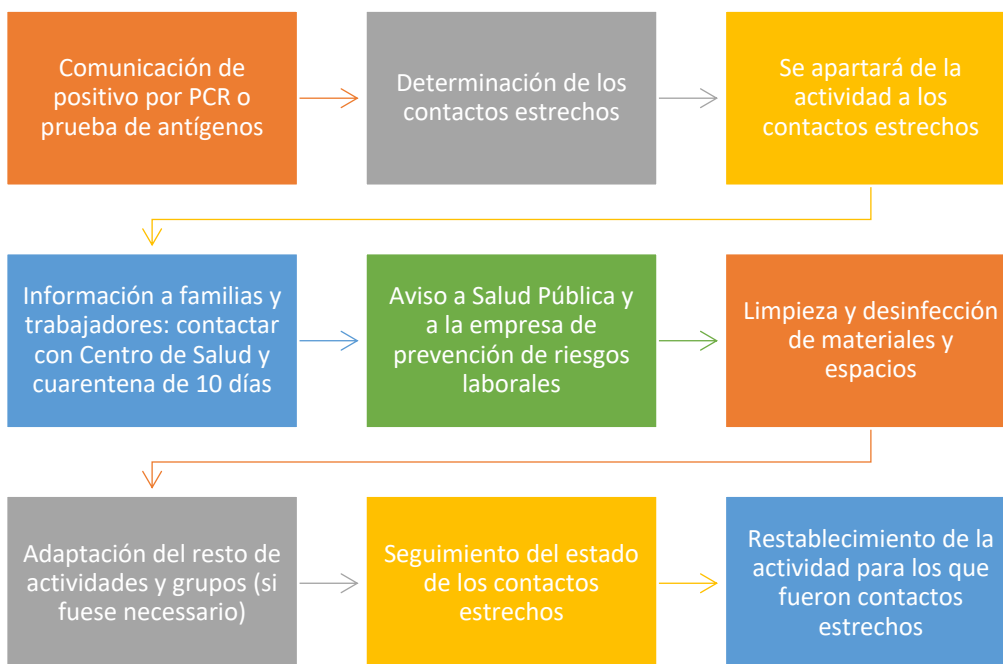 Comunicación de
positivo por PCR o
prueba de antígenos
Determinación de los
contactos estrechos
Se apartará de la
actividad a los
contactos estrechos
Información a familias y
trabajadores: contactar
con Centro de Salud y
cuarentena de 10 días
Aviso a Salud Pública y
a la empresa de
prevención de riesgos
laborales
Limpieza y desinfección
de materiales y
espacios
Adaptación del resto de
actividades y grupos (si
fuese necessario)
Seguimiento del estado
de los contactos
estrechos
Restablecimiento de la
actividad para los que
fueron contactos
estrechos